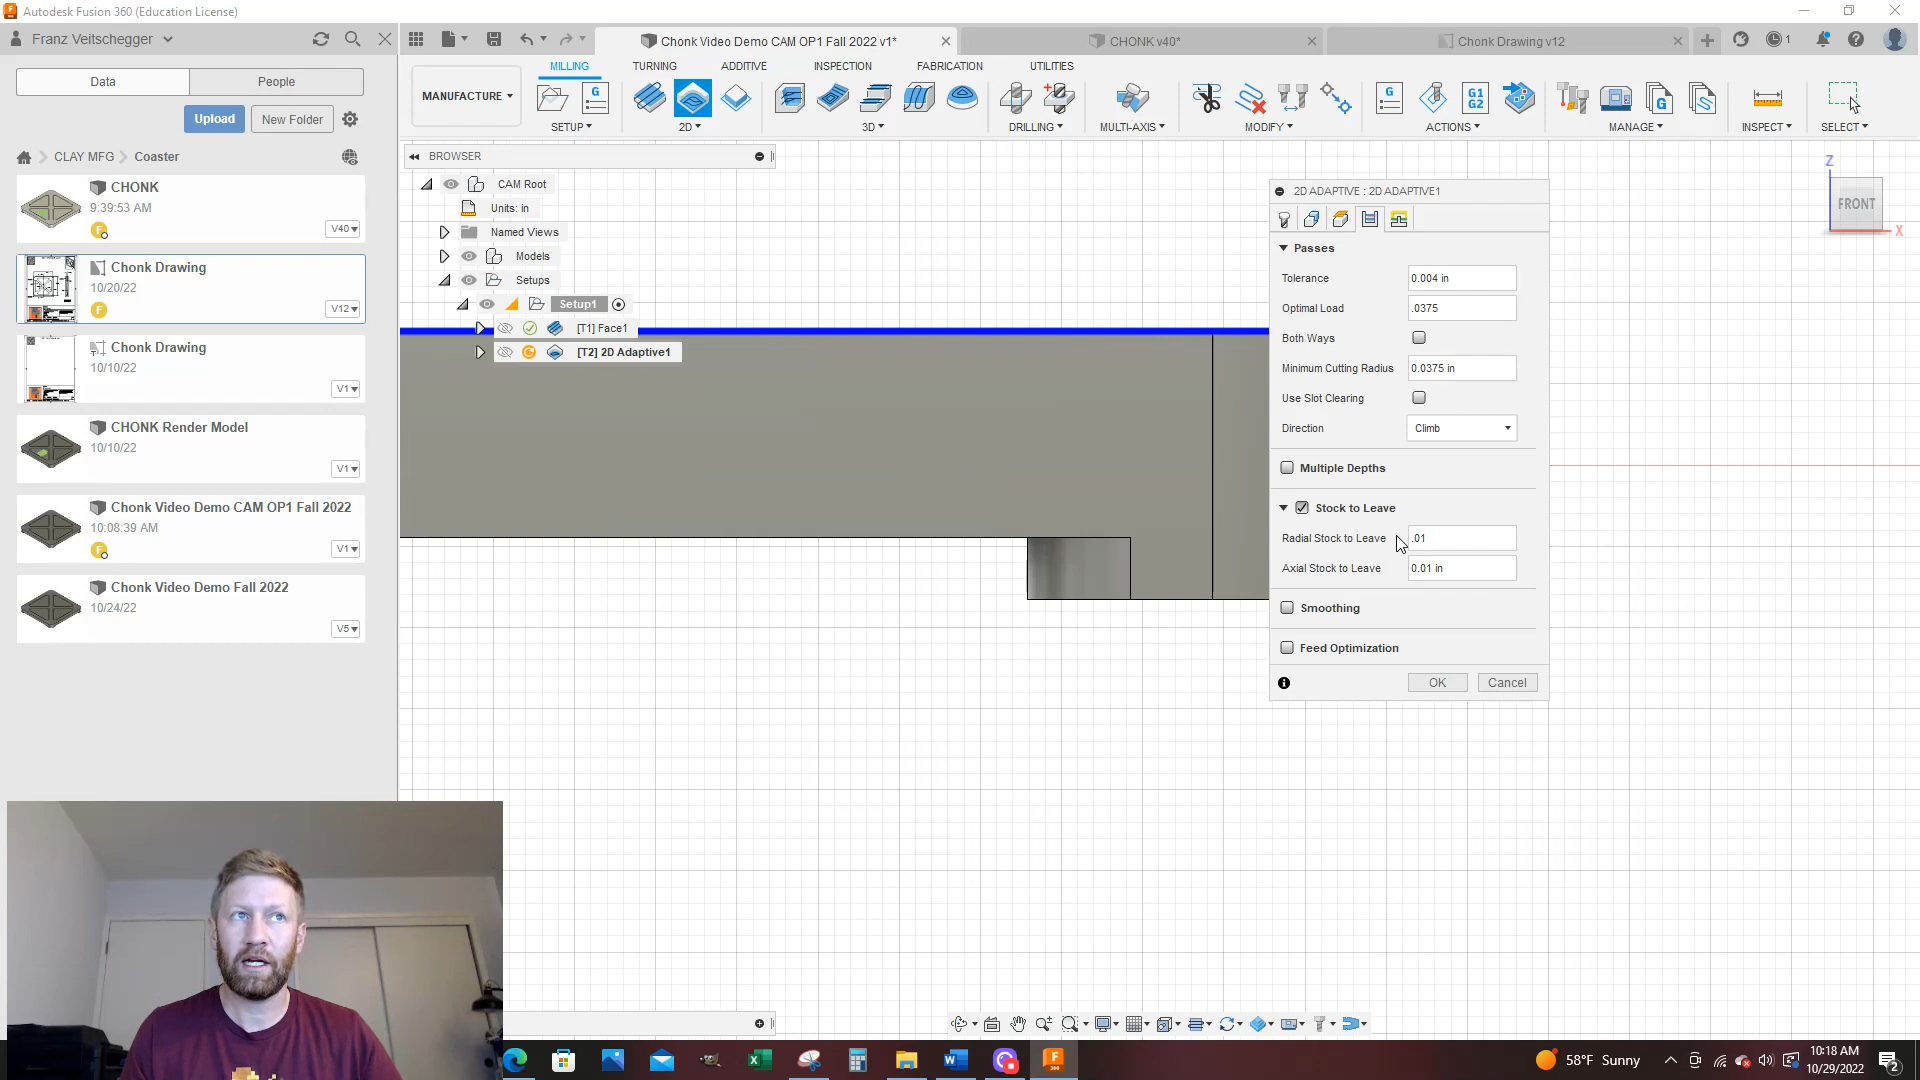 Autodesk Fusion 360 (Education License)
Franz Veitschegger
Chonk Video Demo CAM OP1 Fall 2022 v1*
CHONK v40*
Chonk Drawing v12
1
Data
People
Upload
New Folder
CLAY MFG
Coaster
CHONK
9:39:53 AM
V40
Chonk Drawing
10/20/22
V12
Chonk Drawing
10/10/22
V1
CHONK Render Model
10/10/22
V1
Chonk Video Demo CAM OP1 Fall 2022
10:08:39 AM
V1
Chonk Video Demo Fall 2022
10/24/22
V5
MANUFACTURE
MILLING
TURNING
ADDITIVE
INSPECTION
FABRICATION
UTILITIES
SETUP
2D
3D
DRILLING
MULTI-AXIS
MODIFY
ACTIONS
MANAGE
INSPECT
SELECT
G
G1
G2
G
G
BROWSER
CAM Root
Units: in
Named Views
Models
Setups
Setup1
[T1] Face1
[T2] 2D Adaptive1
2D ADAPTIVE : 2D ADAPTIVE1
Passes
Tolerance 0.004 in
Optimal Load .0375
Both Ways
Minimum Cutting Radius 0.0375 in
Use Slot Clearing
Direction Climb
Multiple Depths
Stock to Leave
Radial Stock to Leave .01
Axial Stock to Leave 0.01 in
Smoothing
Feed Optimization
OK
Cancel
Z
FRONT
X
58°F Sunny
10:18 AM
10/29/2022
2